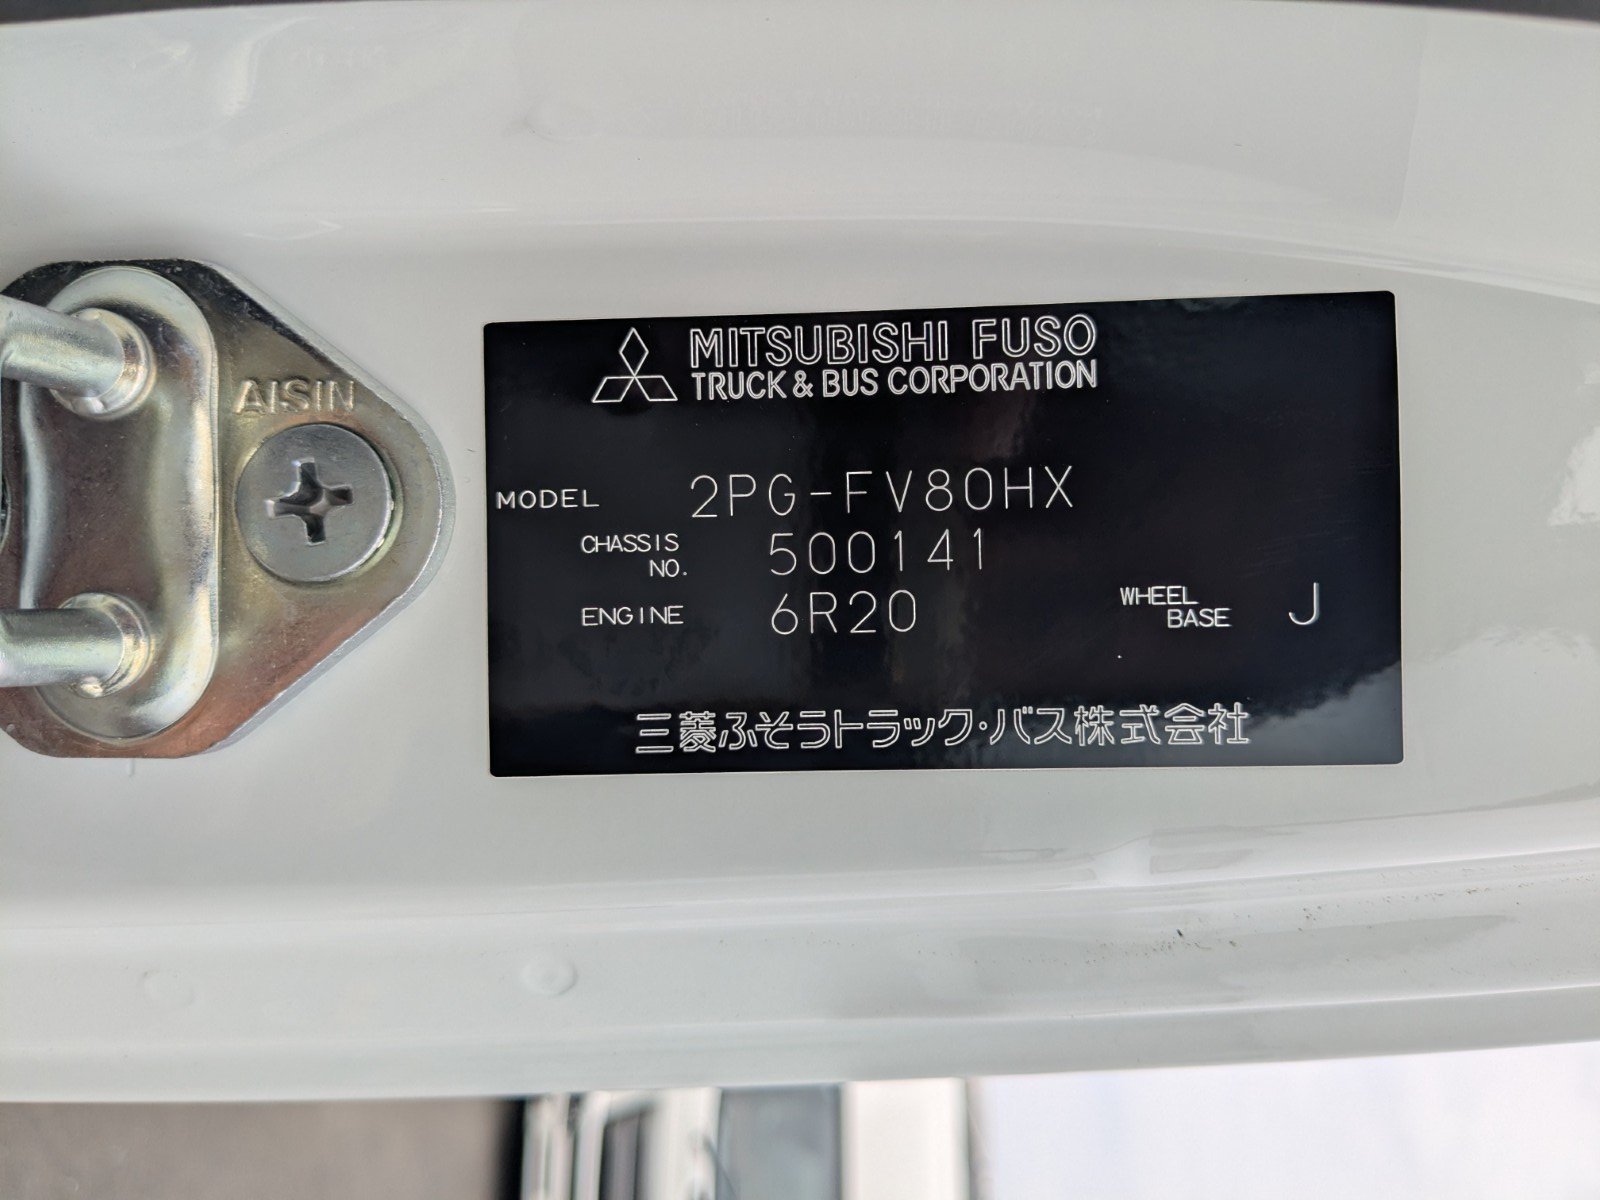 AISIN
MITSUBISHI FUSO
TRUCK & BUS CORPORATION
MODEL 2PG-FV80HX
CHASSIS NO. 500141
ENGINE 6R20
WHEEL BASE J
三菱ふそうトラック・バス株式会社